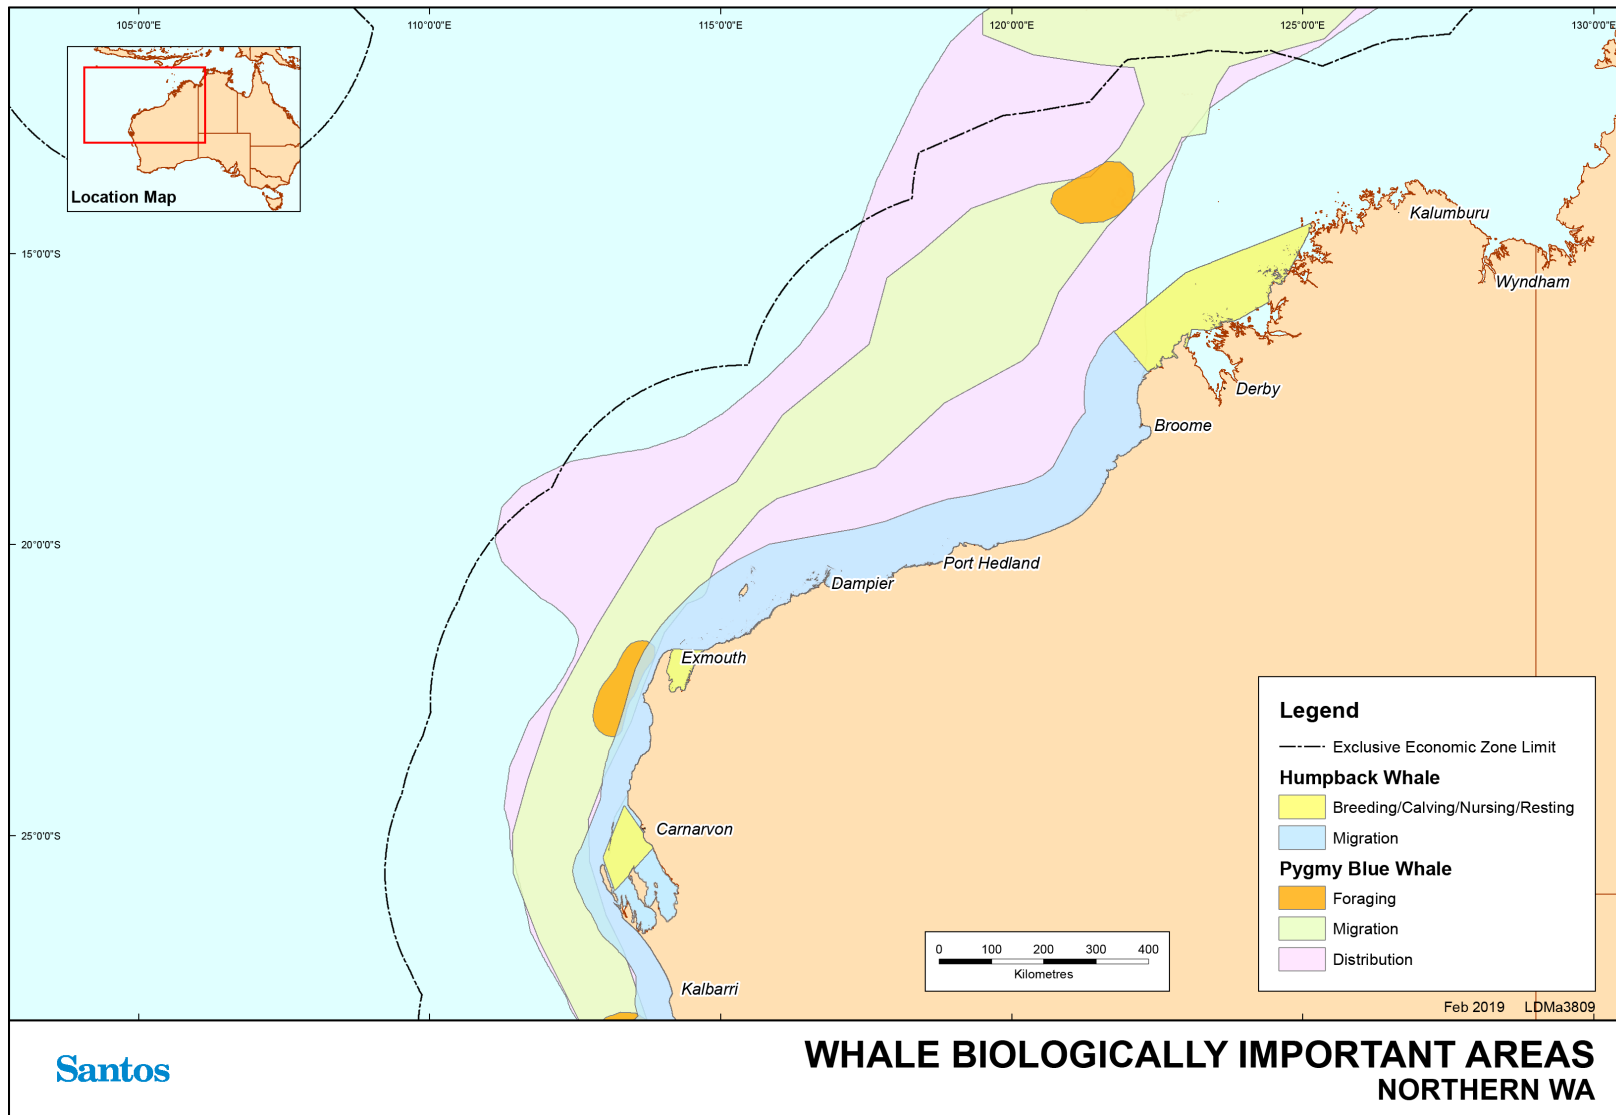 105°0'0"E
110°0'0"E
115°0'0"E
120°0'0"E
125°0'0"E
130°0'0"E
Location Map
15°0'0"S
20°0'0"S
25°0'0"S
Kalumburu
Wyndham
Derby
Broome
Port Hedland
Dampier
Exmouth
Carnarvon
Kalbarri
Legend
Exclusive Economic Zone Limit
Humpback Whale
Breeding/Calving/Nursing/Resting
Migration
Pygmy Blue Whale
Foraging
Migration
Distribution
0 100 200 300 400
Kilometres
Feb 2019 LDMa3809
Santos
WHALE BIOLOGICALLY IMPORTANT AREAS
NORTHERN WA